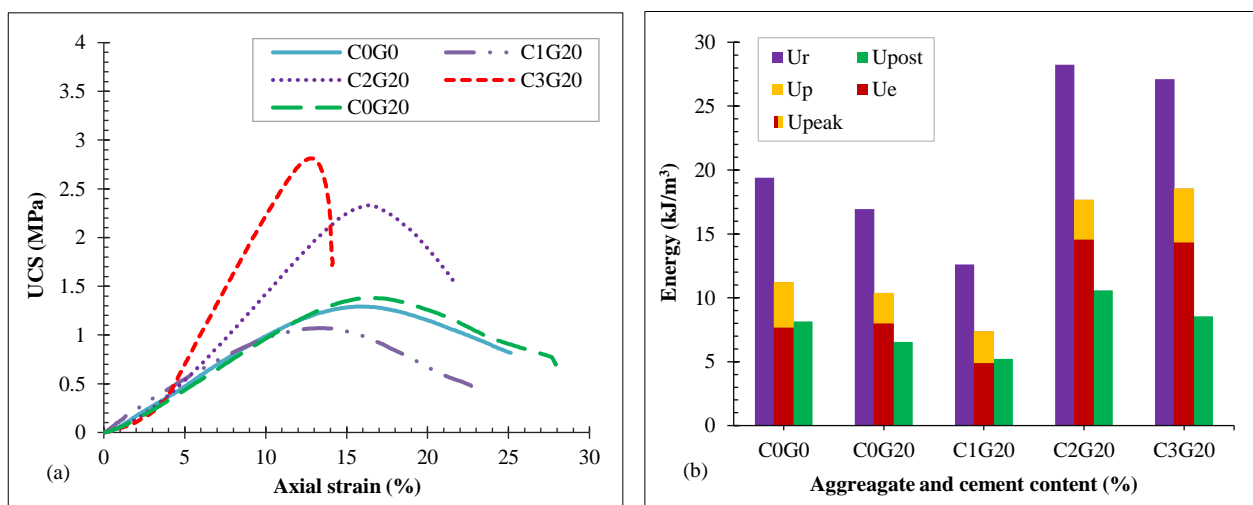 4
3.5
3
2.5
2
1.5
1
0.5
0
UCS (MPa)
C0G0 C1G20
C2G20 C3G20
C0G20
0 5 10 15 20 25 30
(a)
Axial strain (%)
30
25
20
15
10
5
0
Energy (kJ/m³)
Ur Upost
Up Ue
Upeak
C0G0 C0G20 C1G20 C2G20 C3G20
(b)
Aggreagate and cement content (%)